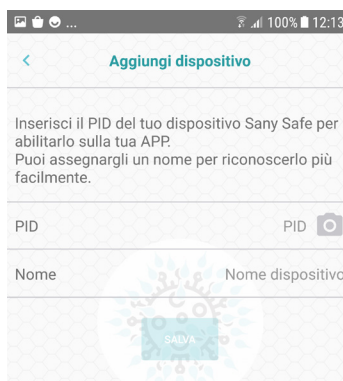 ... 100% 12:13
Aggiungi dispositivo
Inserisci il PID del tuo dispositivo Sany Safe per
abilitarlo sulla tua APP.
Puoi assegnargli un nome per riconoscerlo più
facilmente.
PID PID
Nome Nome dispositivo
SALVA